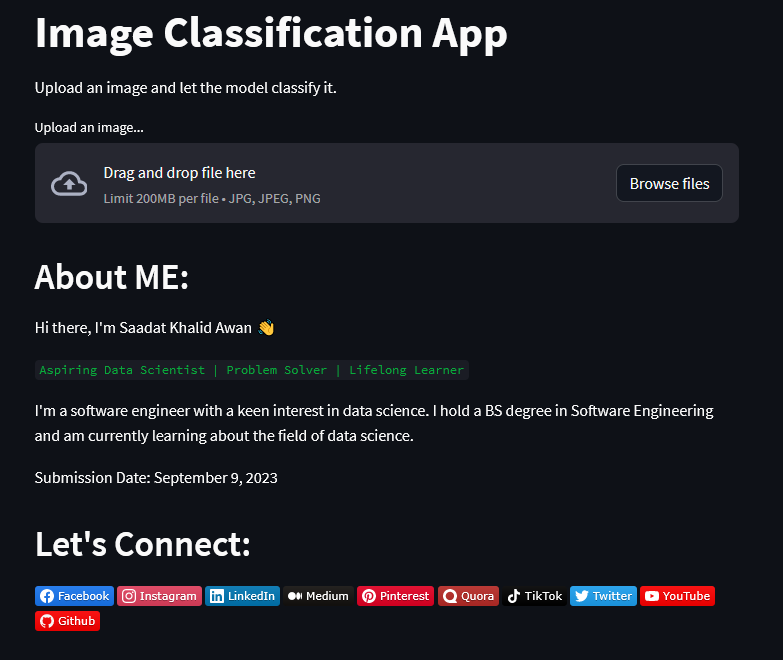 Image Classification App
Upload an image and let the model classify it.
Upload an image...
Drag and drop file here
Limit 200MB per file • JPG, JPEG, PNG
Browse files
About ME:
Hi there, I'm Saadat Khalid Awan 👋
Aspiring Data Scientist | Problem Solver | Lifelong Learner
I'm a software engineer with a keen interest in data science. I hold a BS degree in Software Engineering
and am currently learning about the field of data science.
Submission Date: September 9, 2023
Let's Connect:
Facebook Instagram LinkedIn Medium Pinterest Quora TikTok Twitter YouTube
Github